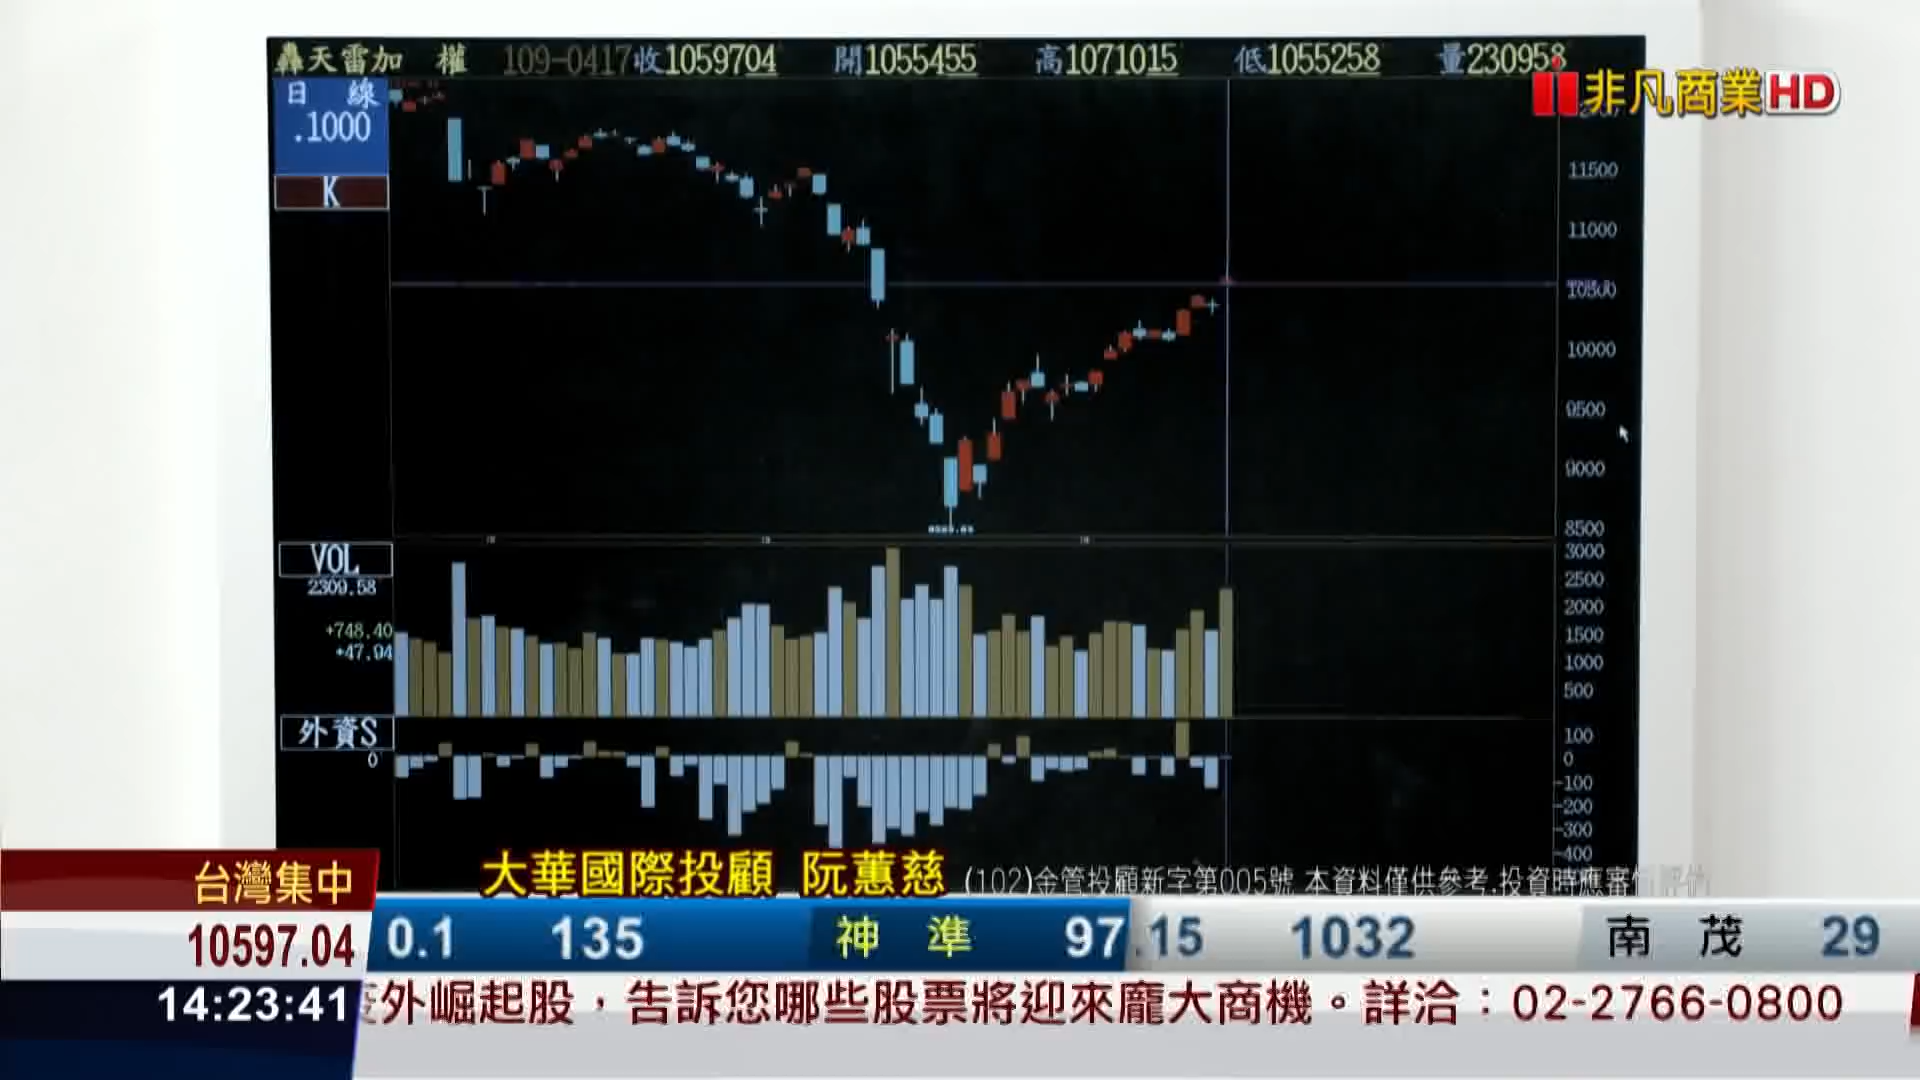 轟天雷加 權 109-0417收1059704 開1055455 高1071015 低1055258 量230958
非凡商業HD
日 線
.1000
K
11500
11000
10500
10000
9500
9000
8500
VOL
2309.58
+748.40
+47.94
3000
2500
2000
1500
1000
500
外資S
0
100
0
-100
-200
-300
-400
大華國際投顧 阮蕙慈 (102)金管投顧新字第005號 本資料僅供參考,投資時應審慎評估
台灣集中
10597.04
0.1 135 神 準 97.15 1032 南 茂 29
14:23:41
外崛起股,告訴您哪些股票將迎來龐大商機。詳洽:02-2766-0800